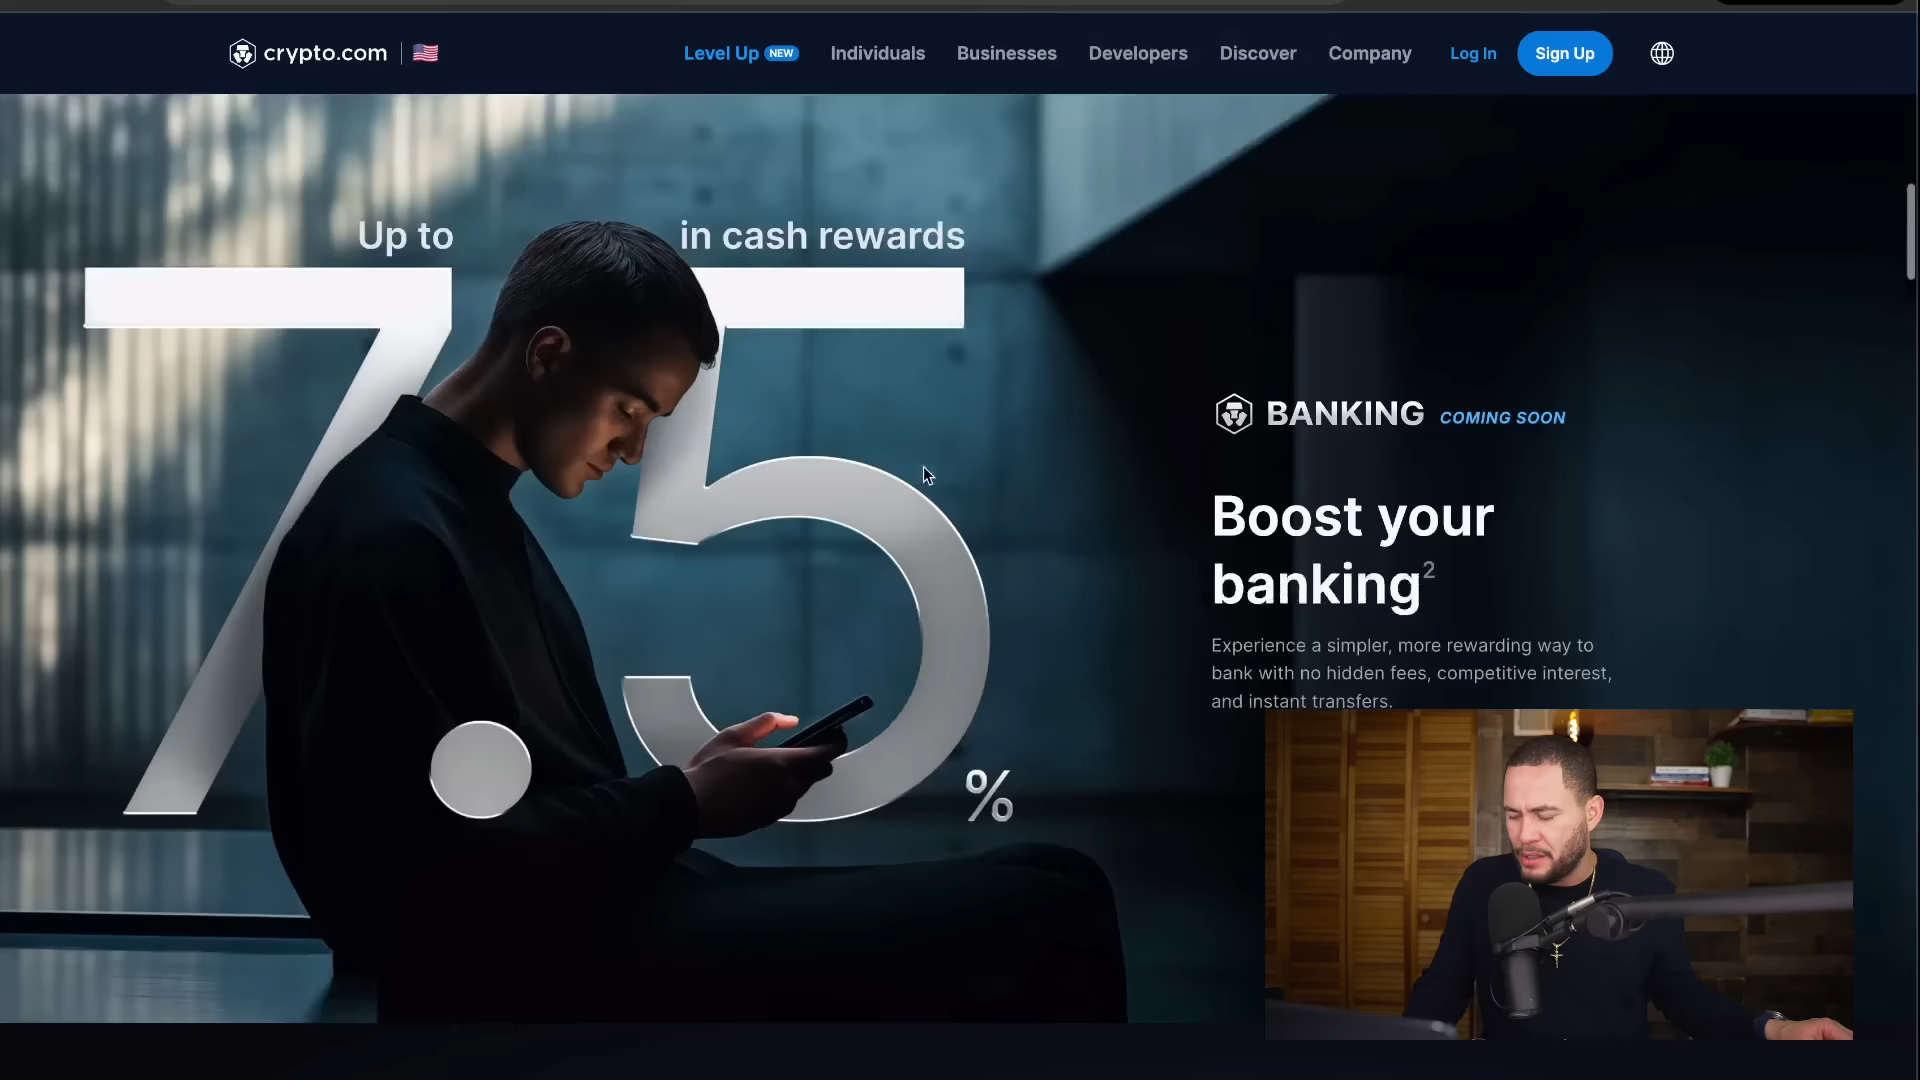 crypto.com
Level Up NEW
Individuals
Businesses
Developers
Discover
Company
Log In
Sign Up
Up to
in cash rewards
7.5%
BANKING COMING SOON
Boost your
banking2
Experience a simpler, more rewarding way to
bank with no hidden fees, competitive interest,
and instant transfers.